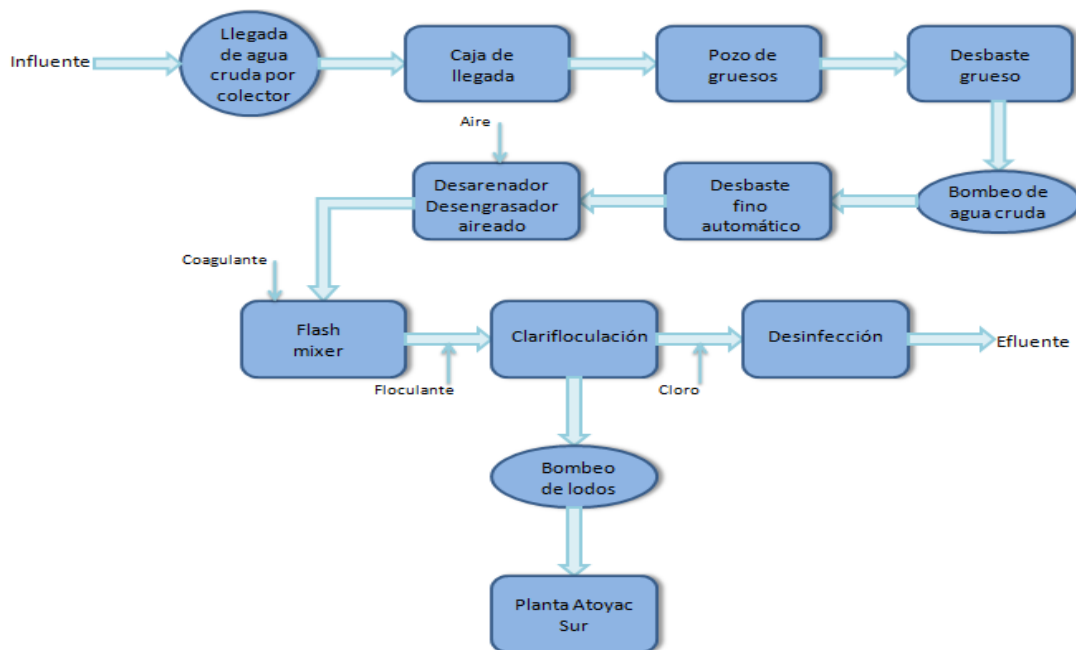 Influente
Llegada
de agua
cruda por
colector
Caja de
llegada
Pozo de
gruesos
Desbaste
grueso
Aire
Desarenador
Desengrasador
aireado
Desbaste
fino
automático
Bombeo de
agua cruda
Coagulante
Flash
mixer
Floculante
Clarifloculación
Cloro
Desinfección
Efluente
Bombeo
de lodos
Planta Atoyac
Sur